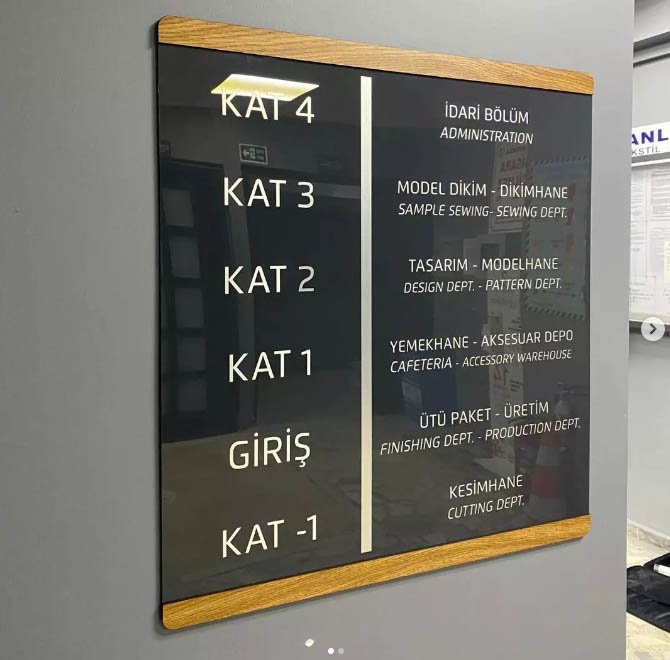 KAT 4
İDARİ BÖLÜM
ADMINISTRATION
KAT 3
MODEL DİKİM - DİKİMHANE
SAMPLE SEWING- SEWING DEPT.
KAT 2
TASARIM - MODELHANE
DESIGN DEPT. - PATTERN DEPT.
KAT 1
YEMEKHANE - AKSESUAR DEPO
CAFETERIA - ACCESSORY WAREHOUSE
GİRİŞ
ÜTÜ PAKET - ÜRETİM
FINISHING DEPT. - PRODUCTION DEPT.
KAT -1
KESİMHANE
CUTTING DEPT.